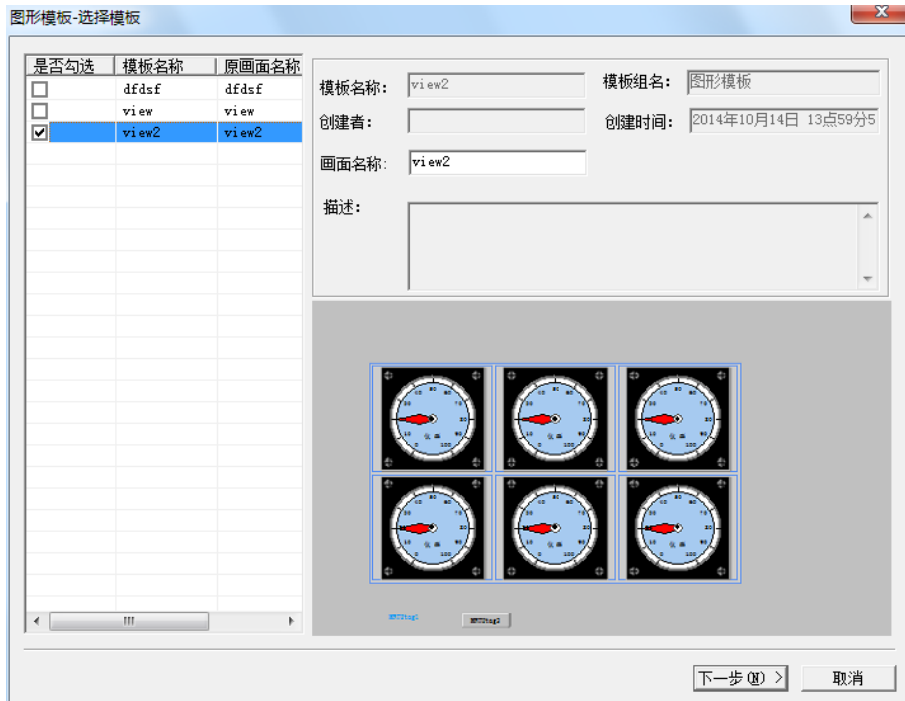 图形模板-选择模板
是否勾选 模板名称 原画面名称
dfdsf dfdsf
view view
view2 view2
模板名称: view2 模板组名: 图形模板
创建者: 创建时间: 2014年10月14日 13点59分5
画面名称: view2
描述:
下一步(N) > 取消